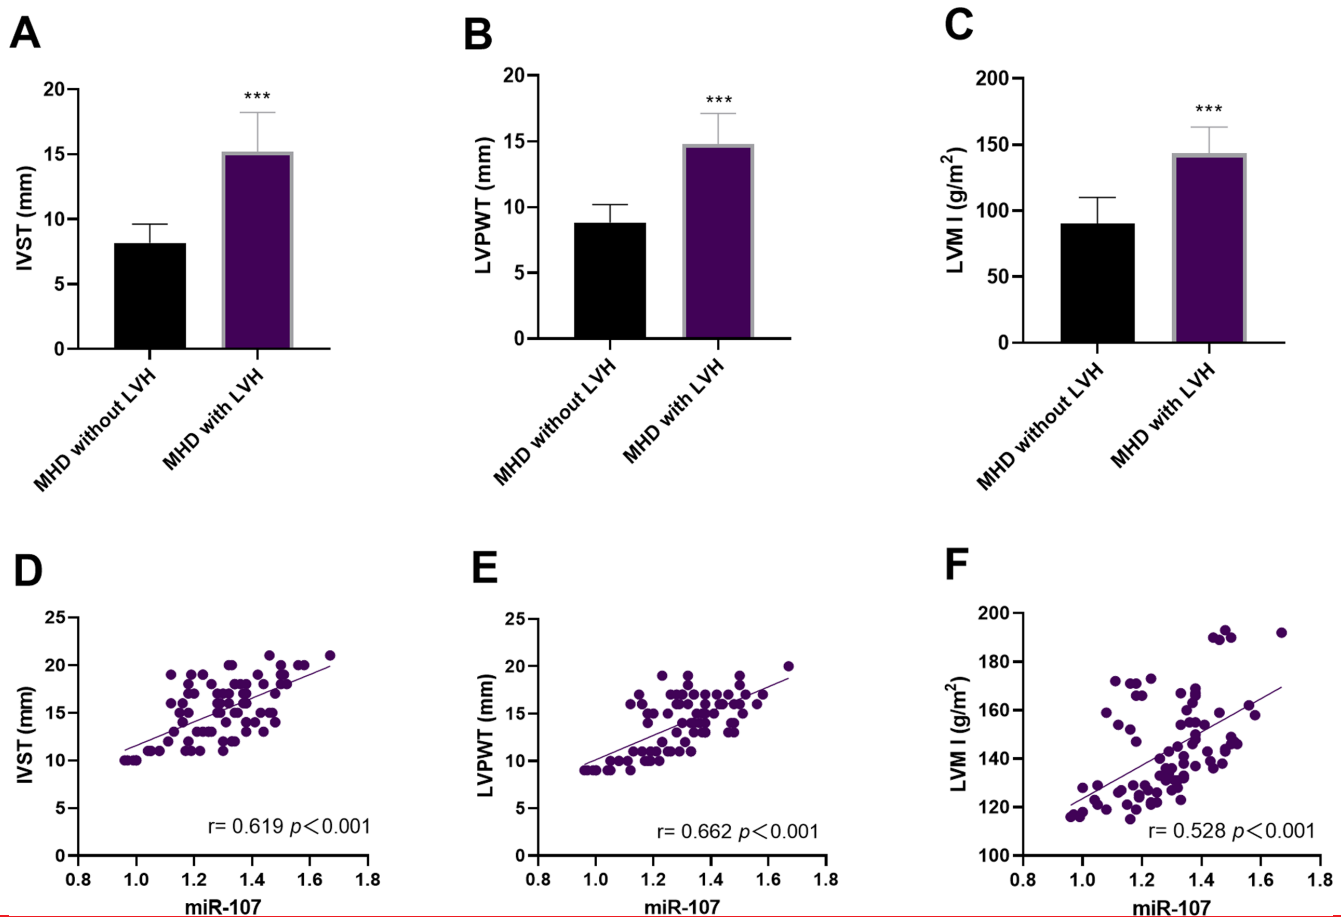 A
IVST (mm)
20
15
10
5
0
***
MHD without LVH
MHD with LVH
B
LVPWT (mm)
20
15
10
5
0
***
MHD without LVH
MHD with LVH
C
LVM I (g/m²)
200
150
100
50
0
***
MHD without LVH
MHD with LVH
D
IVST (mm)
25
20
15
10
5
0
r= 0.619 p<0.001
0.8 1.0 1.2 1.4 1.6 1.8
miR-107
E
LVPWT (mm)
25
20
15
10
5
0
r= 0.662 p<0.001
0.8 1.0 1.2 1.4 1.6 1.8
miR-107
F
LVM I (g/m²)
200
180
160
140
120
100
r= 0.528 p<0.001
0.8 1.0 1.2 1.4 1.6 1.8
miR-107